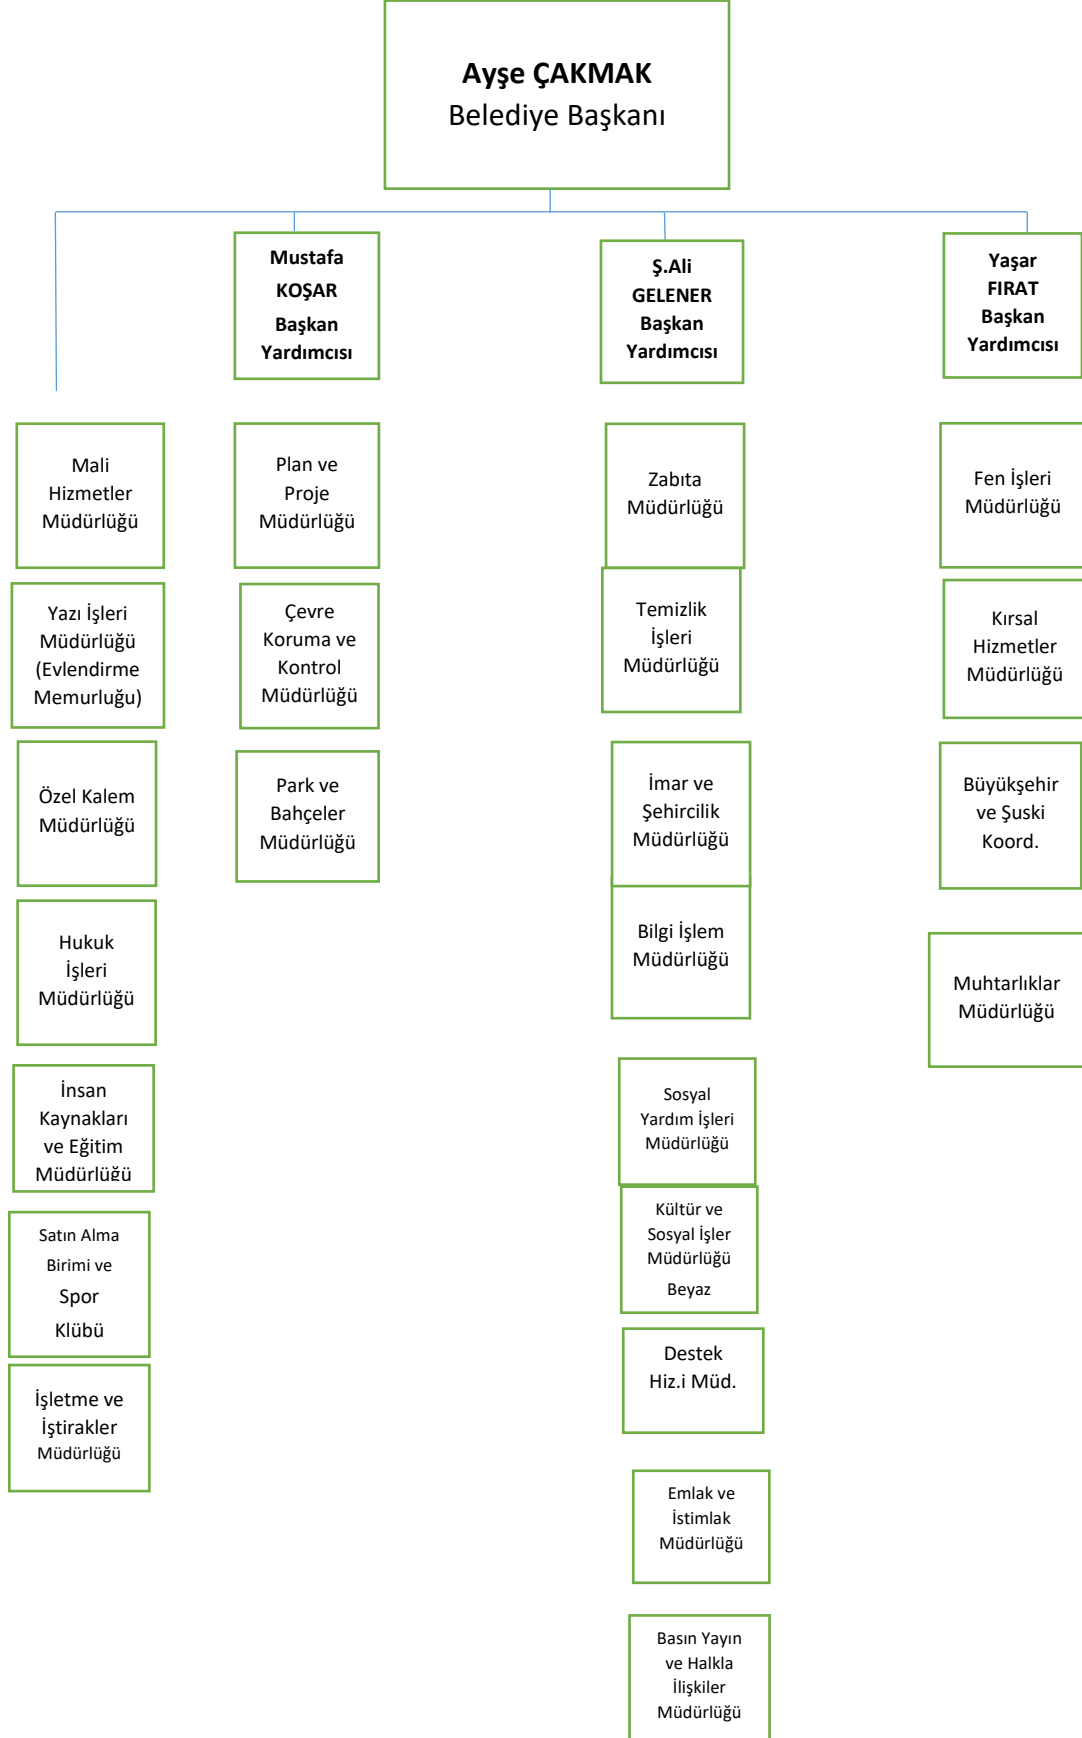 Ayşe ÇAKMAK
Belediye Başkanı
Mustafa
KOŞAR
Başkan
Yardımcısı
Ş.Ali
GELENER
Başkan
Yardımcısı
Yaşar
FIRAT
Başkan
Yardımcısı
Mali
Hizmetler
Müdürlüğü
Yazı İşleri
Müdürlüğü
(Evlendirme
Memurluğu)
Özel Kalem
Müdürlüğü
Hukuk
İşleri
Müdürlüğü
İnsan
Kaynakları
ve Eğitim
Müdürlüğü
Satın Alma
Birimi ve
Spor
Klübü
İşletme ve
İştirakler
Müdürlüğü
Plan ve
Proje
Müdürlüğü
Çevre
Koruma ve
Kontrol
Müdürlüğü
Park ve
Bahçeler
Müdürlüğü
Zabıta
Müdürlüğü
Temizlik
İşleri
Müdürlüğü
İmar ve
Şehircilik
Müdürlüğü
Bilgi İşlem
Müdürlüğü
Sosyal
Yardım İşleri
Müdürlüğü
Kültür ve
Sosyal İşler
Müdürlüğü
Beyaz
Destek
Hiz.i Müd.
Emlak ve
İstimlak
Müdürlüğü
Basın Yayın
ve Halkla
İlişkiler
Müdürlüğü
Fen İşleri
Müdürlüğü
Kırsal
Hizmetler
Müdürlüğü
Büyükşehir
ve Şuski
Koord.
Muhtarlıklar
Müdürlüğü